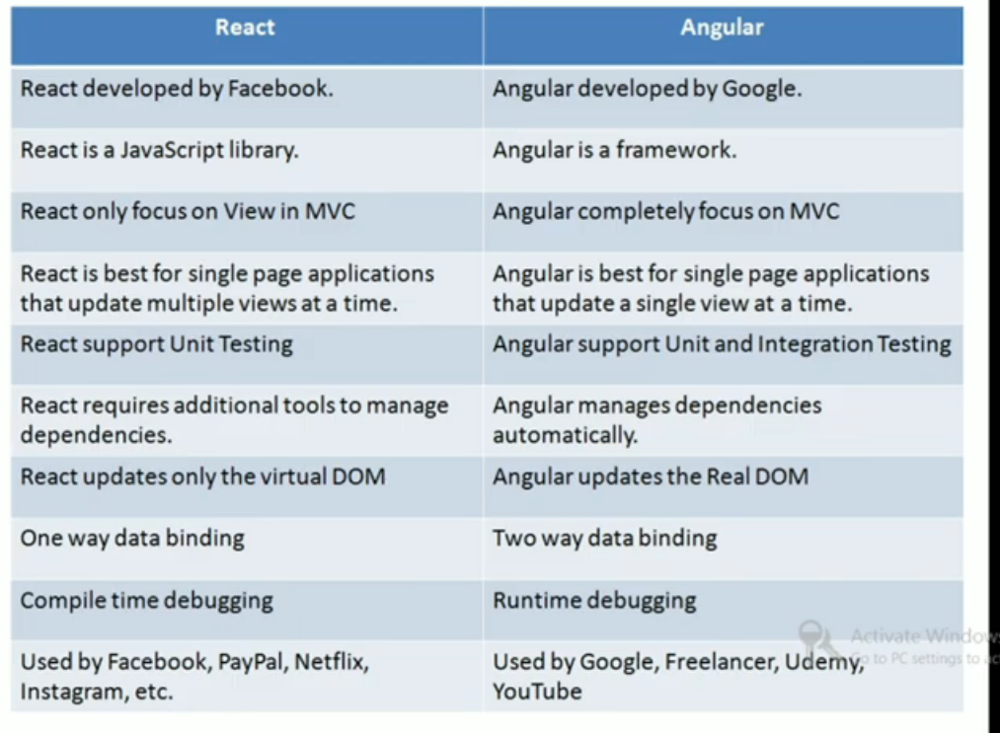 React
Angular
React developed by Facebook.
Angular developed by Google.
React is a JavaScript library.
Angular is a framework.
React only focus on View in MVC
Angular completely focus on MVC
React is best for single page applications
that update multiple views at a time.
Angular is best for single page applications
that update a single view at a time.
React support Unit Testing
Angular support Unit and Integration Testing
React requires additional tools to manage
dependencies.
Angular manages dependencies
automatically.
React updates only the virtual DOM
Angular updates the Real DOM
One way data binding
Two way data binding
Compile time debugging
Runtime debugging
Used by Facebook, PayPal, Netflix,
Instagram, etc.
Used by Google, Freelancer, Udemy,
YouTube
Activate Windows
to PC settings to